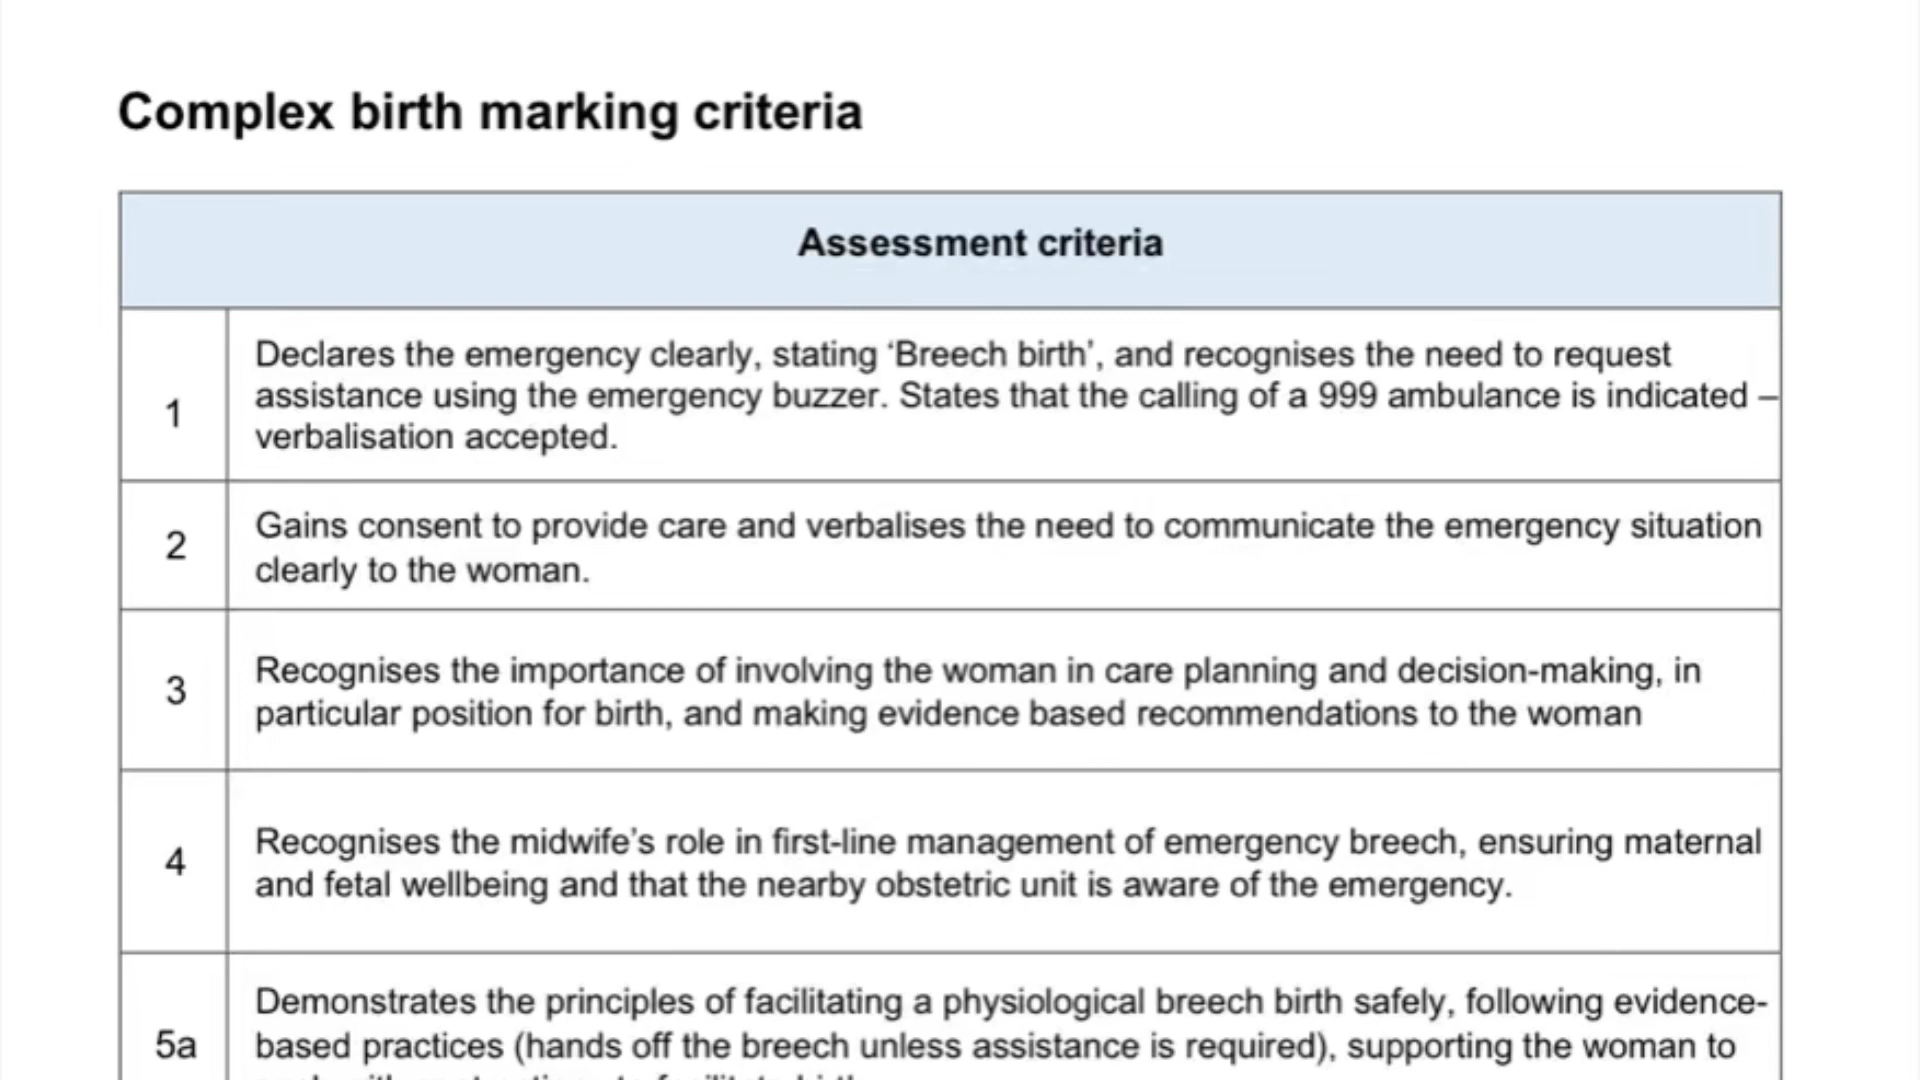 Complex birth marking criteria
Assessment criteria
1
Declares the emergency clearly, stating ‘Breech birth’, and recognises the need to request
assistance using the emergency buzzer. States that the calling of a 999 ambulance is indicated –
verbalisation accepted.
2
Gains consent to provide care and verbalises the need to communicate the emergency situation
clearly to the woman.
3
Recognises the importance of involving the woman in care planning and decision-making, in
particular position for birth, and making evidence based recommendations to the woman
4
Recognises the midwife’s role in first-line management of emergency breech, ensuring maternal
and fetal wellbeing and that the nearby obstetric unit is aware of the emergency.
5a
Demonstrates the principles of facilitating a physiological breech birth safely, following evidence-
based practices (hands off the breech unless assistance is required), supporting the woman to